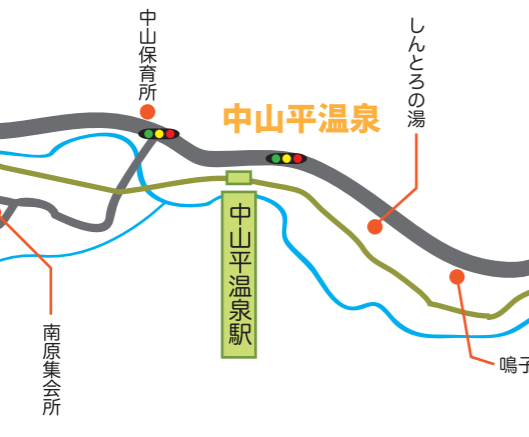 中山保育所
しんとろの湯
中山平温泉
中山平温泉駅
南原集会所
鳴子